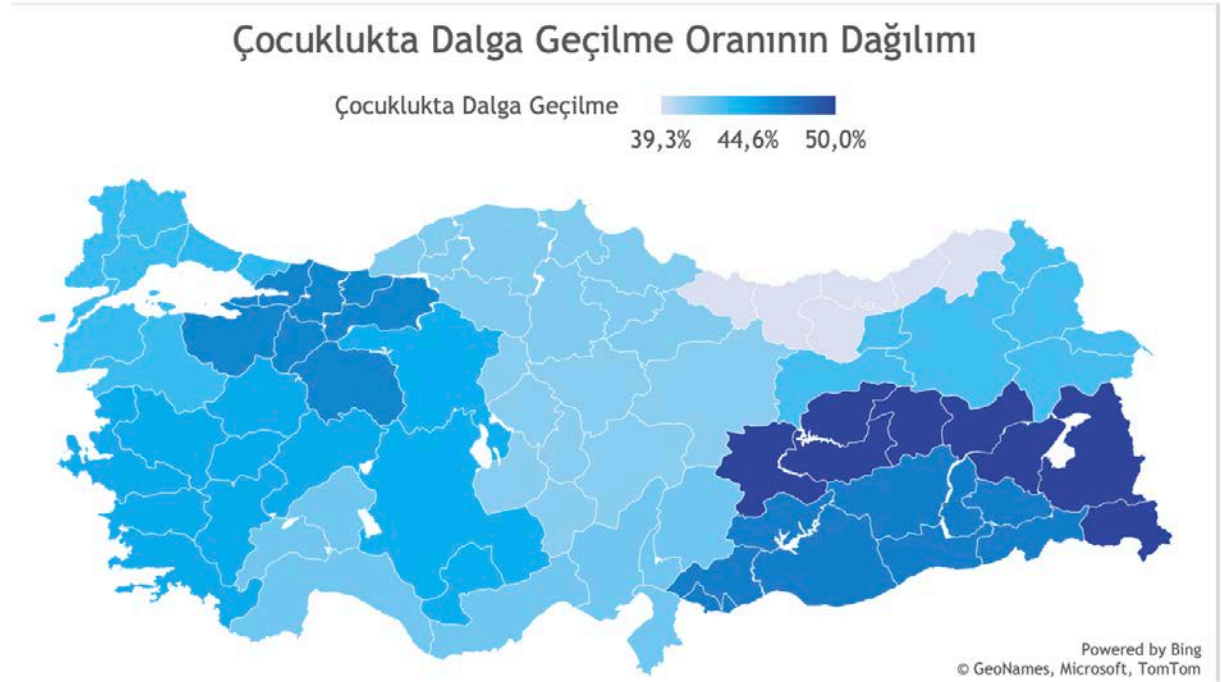 Çocuklukta Dalga Geçilme Oranının Dağılımı
Çocuklukta Dalga Geçilme
39,3% 44,6% 50,0%
Powered by Bing
© GeoNames, Microsoft, TomTom